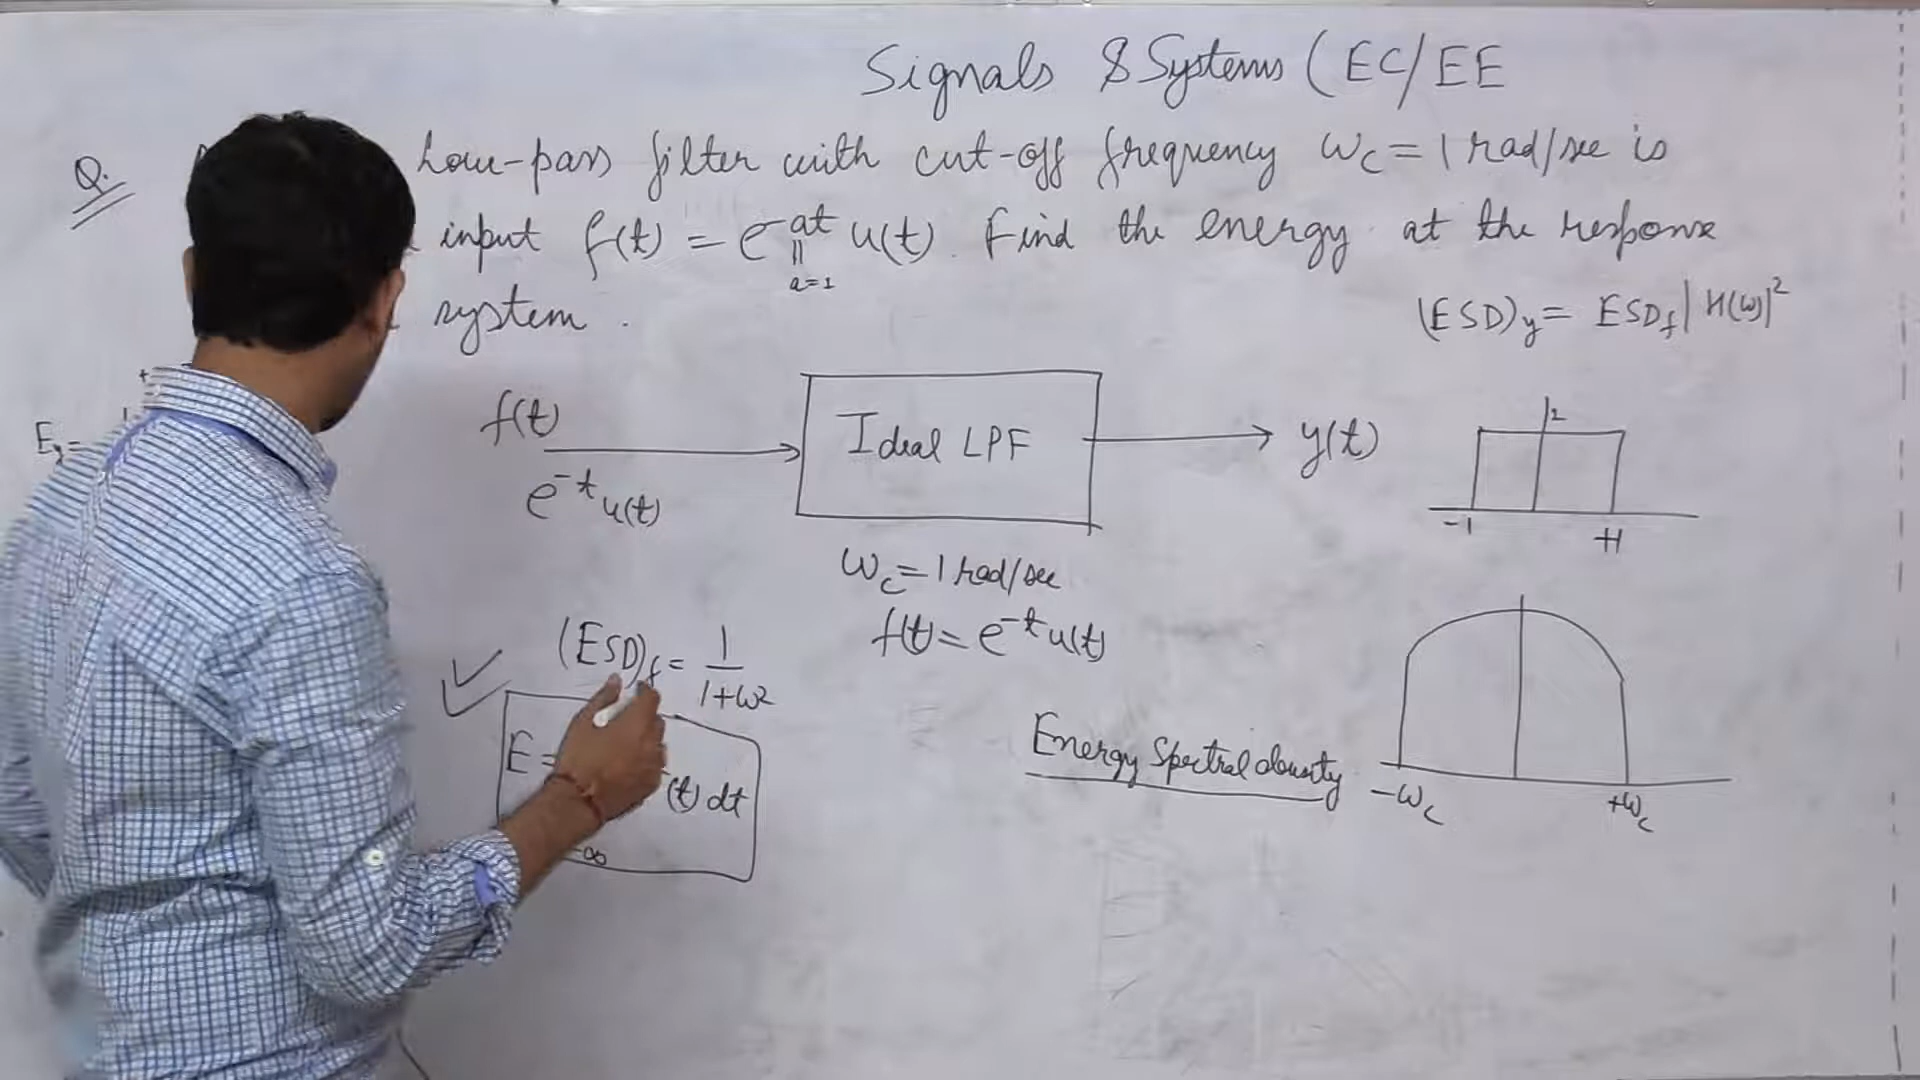 Signals & Systems (EC/EE
Q.
Low-pass filter with cut-off frequency ωc = 1 rad/sec is
input f(t) = e^-at u(t). Find the energy at the response
a=1
system.
(ESD)y = ESDf |H(ω)|²
f(t)
e^-t u(t)
Ideal LPF
y(t)
ωc = 1 rad/sec
f(t) = e^-t u(t)
-1
+1
(ESD)f = 1/(1+ω²)
E =
(t) dt
-∞
Energy Spectral density
-ωc
+ωc